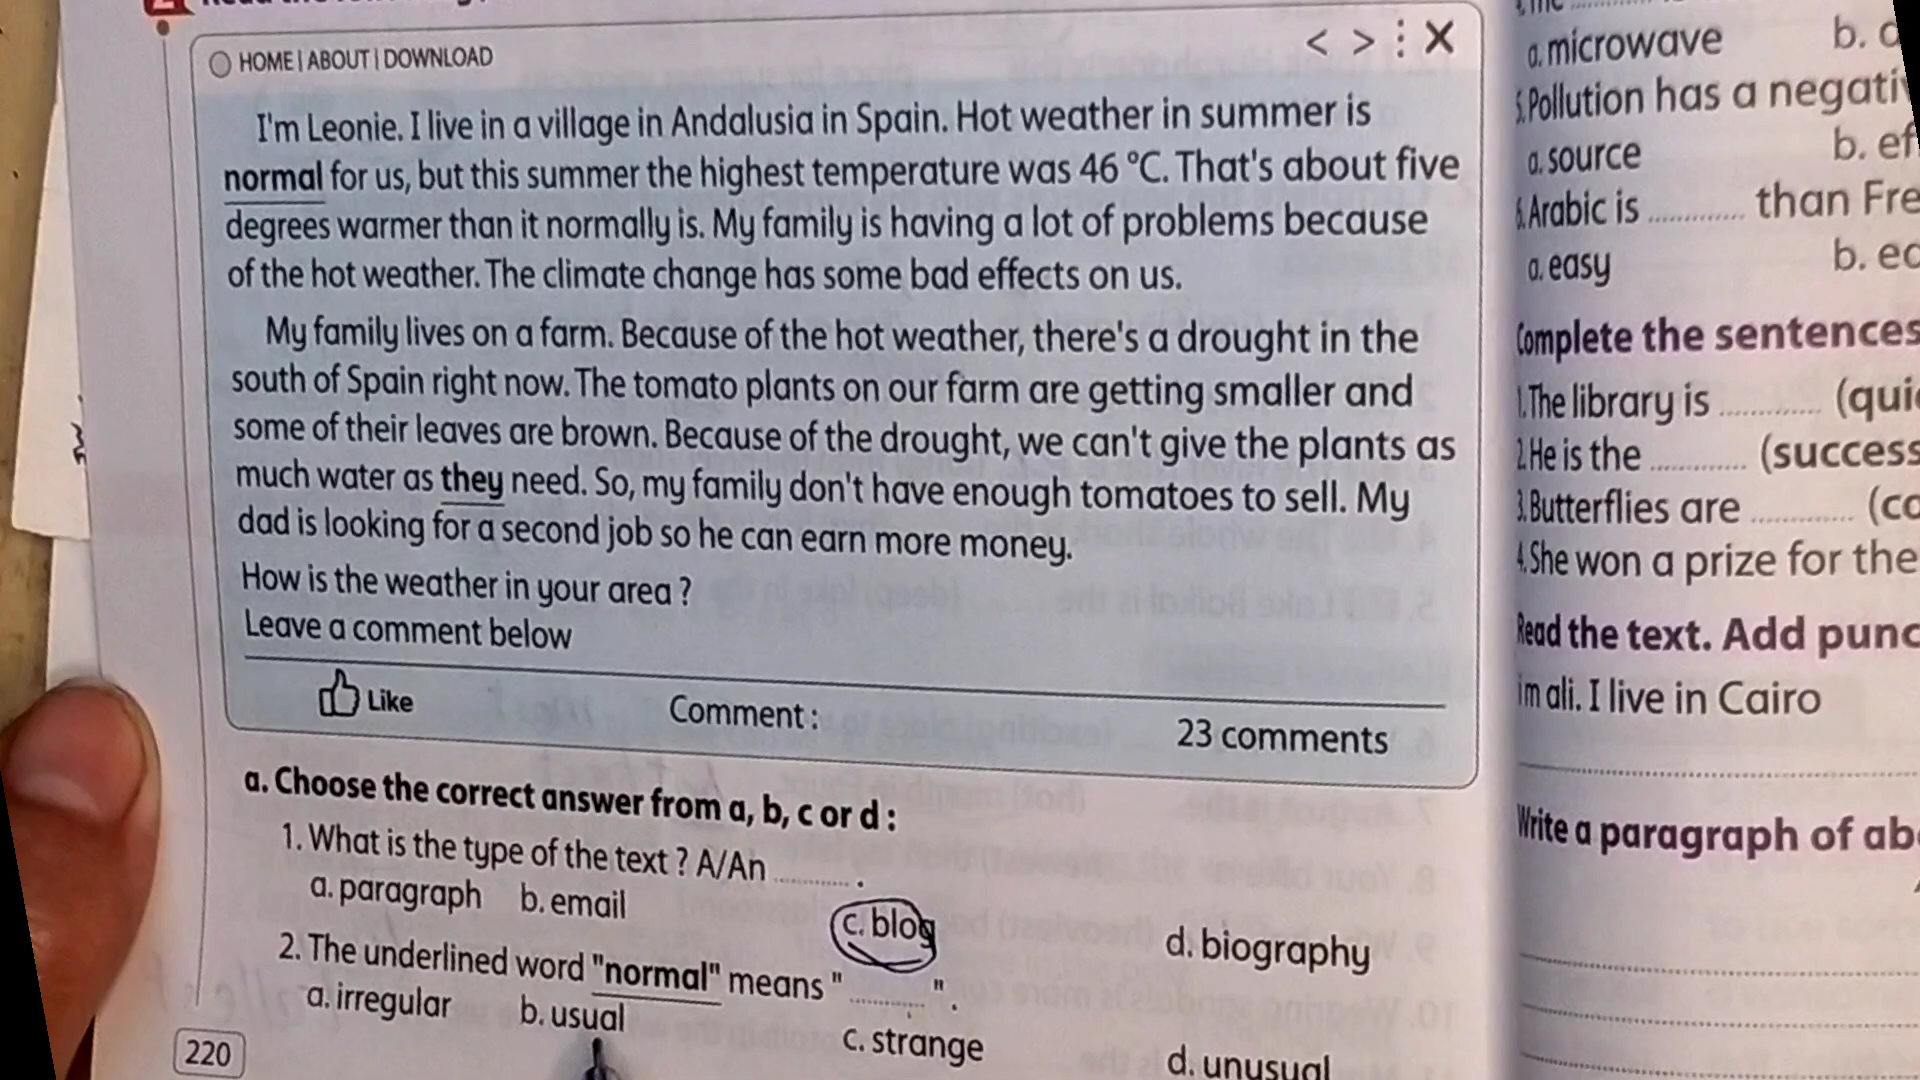 HOME | ABOUT | DOWNLOAD
< > ⋮ X
I'm Leonie. I live in a village in Andalusia in Spain. Hot weather in summer is
normal for us, but this summer the highest temperature was 46 °C. That's about five
degrees warmer than it normally is. My family is having a lot of problems because
of the hot weather. The climate change has some bad effects on us.
My family lives on a farm. Because of the hot weather, there's a drought in the
south of Spain right now. The tomato plants on our farm are getting smaller and
some of their leaves are brown. Because of the drought, we can't give the plants as
much water as they need. So, my family don't have enough tomatoes to sell. My
dad is looking for a second job so he can earn more money.
How is the weather in your area ?
Leave a comment below
Like
Comment :
23 comments
a. Choose the correct answer from a, b, c or d :
1. What is the type of the text ? A/An ............ .
a. paragraph b. email c. blog d. biography
2. The underlined word "normal" means " ............ ".
a. irregular b. usual c. strange d. unusual
220
a. microwave b.
5. Pollution has a
a. source b.
6. Arabic is ............ than
a. easy b.
Complete the sentences
1. The library is ............
2. He is the ............
3. Butterflies are ............
4. She won a prize for the
Read the text. Add
im ali. I live in Cairo
Write a paragraph of